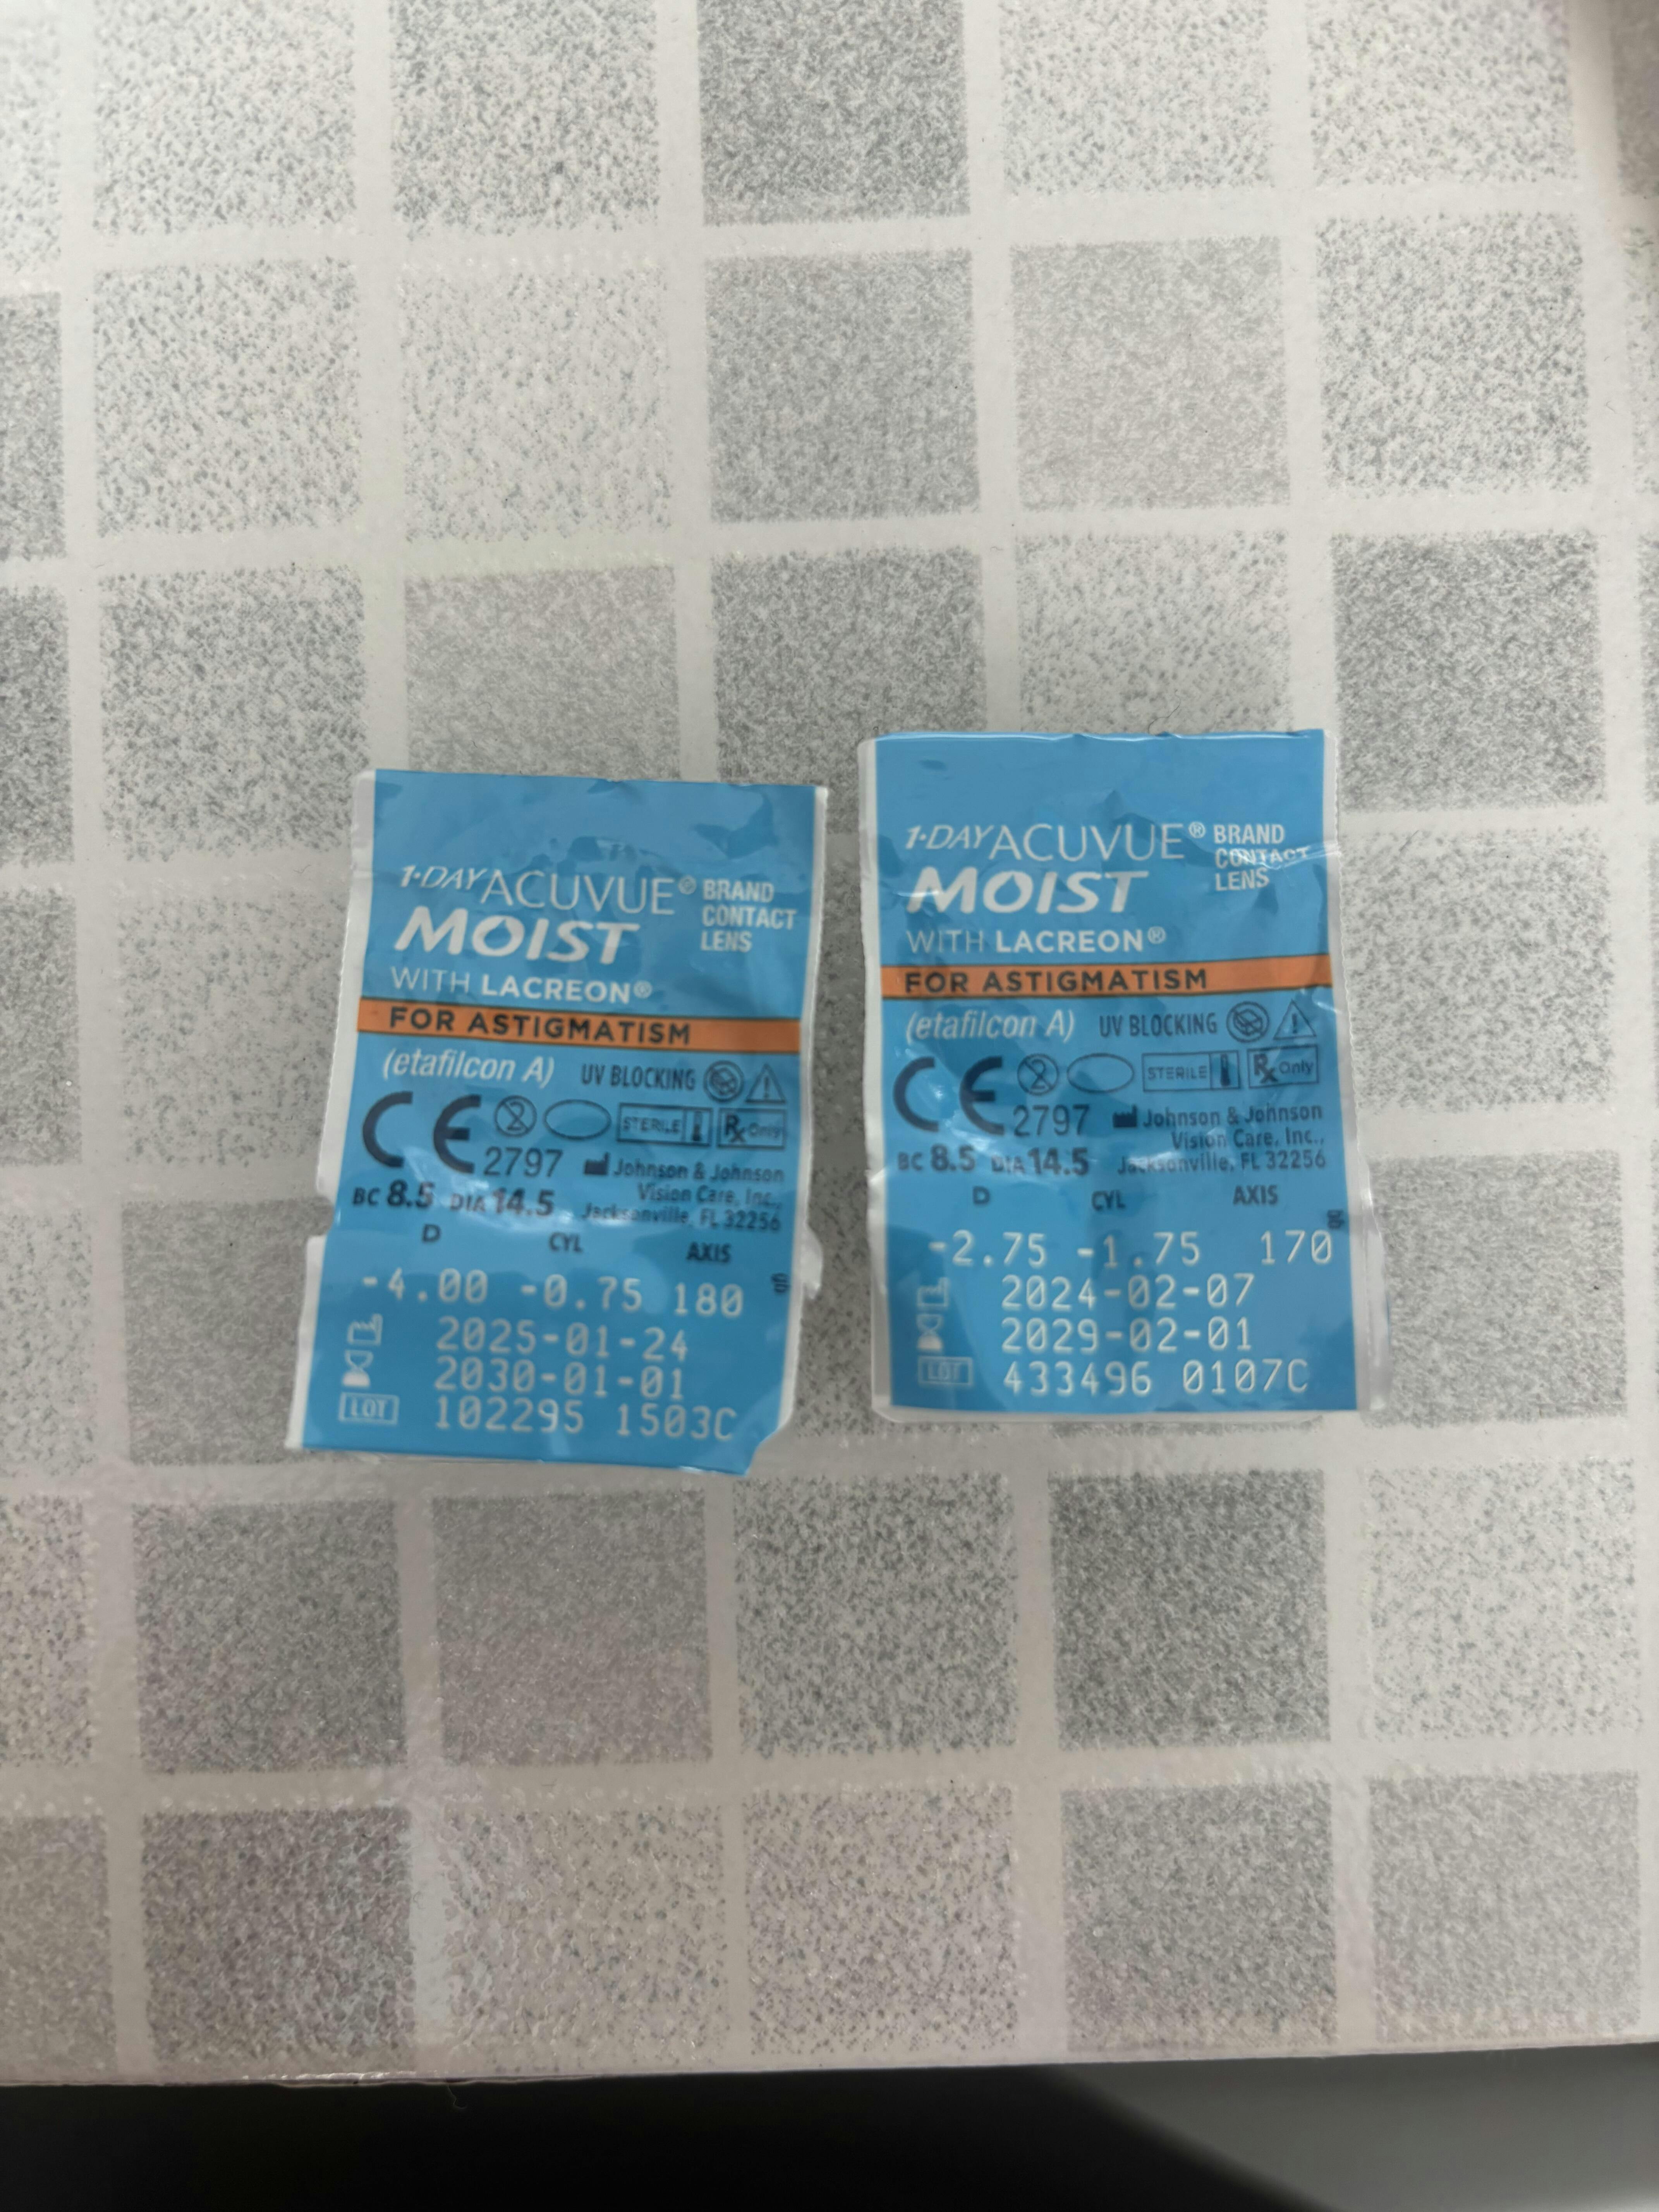 1·DAY ACUVUE® BRAND
CONTACT
LENS
MOIST
WITH LACREON®
FOR ASTIGMATISM
(etafilcon A) UV BLOCKING
CE 2797 STERILE Rx Only
Johnson & Johnson
Vision Care, Inc.,
Jacksonville, FL 32256
BC 8.5 DIA 14.5
D CYL AXIS
-4.00 -0.75 180
2025-01-24
2030-01-01
LOT 102295 1503C
1·DAY ACUVUE® BRAND
CONTACT
LENS
MOIST
WITH LACREON®
FOR ASTIGMATISM
(etafilcon A) UV BLOCKING
CE 2797 STERILE Rx Only
Johnson & Johnson
Vision Care, Inc.,
Jacksonville, FL 32256
BC 8.5 DIA 14.5
D CYL AXIS
-2.75 -1.75 170
2024-02-07
2029-02-01
LOT 433496 0107C